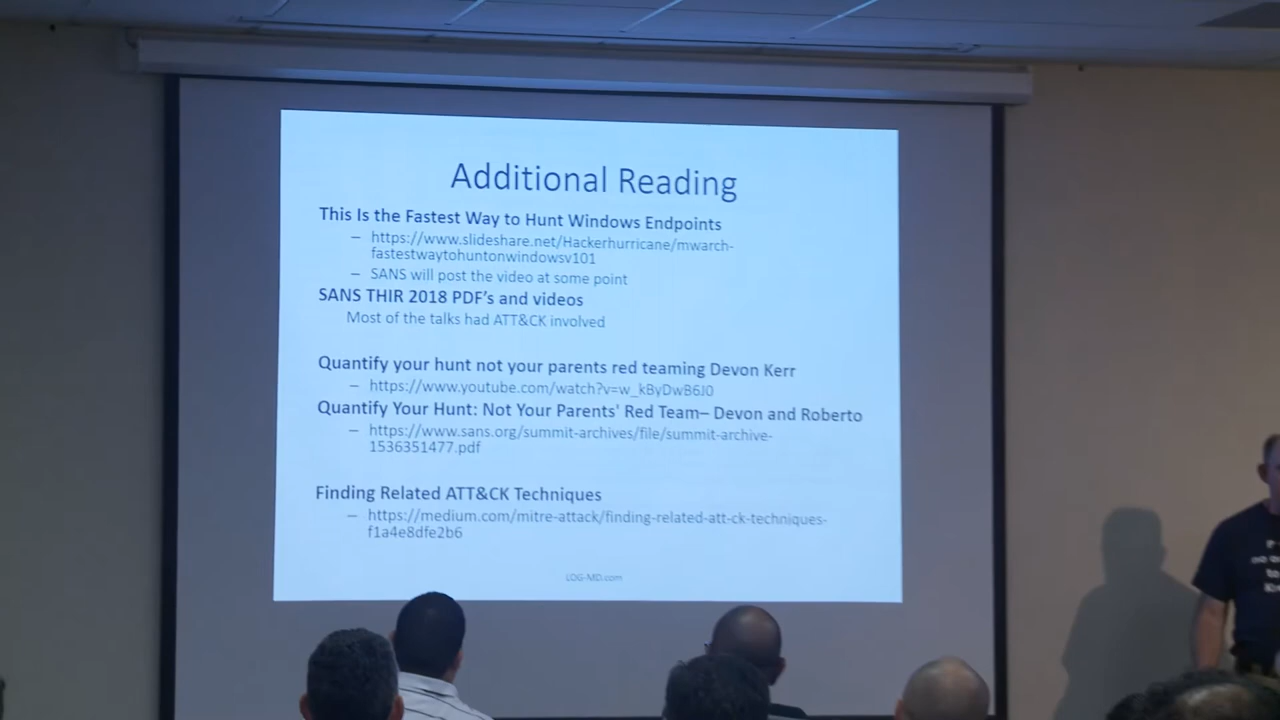 Additional Reading
This Is the Fastest Way to Hunt Windows Endpoints
– https://www.slideshare.net/Hackerhurricane/mwarch-
fastestwaytohuntonwindowsv101
– SANS will post the video at some point
SANS THIR 2018 PDF's and videos
Most of the talks had ATT&CK involved
Quantify your hunt not your parents red teaming Devon Kerr
– https://www.youtube.com/watch?v=w_kByDwB6J0
Quantify Your Hunt: Not Your Parents' Red Team– Devon and Roberto
– https://www.sans.org/summit-archives/file/summit-archive-
1536351477.pdf
Finding Related ATT&CK Techniques
– https://medium.com/mitre-attack/finding-related-att-ck-techniques-
f1a4e8dfe2b6
LOG-MD.com